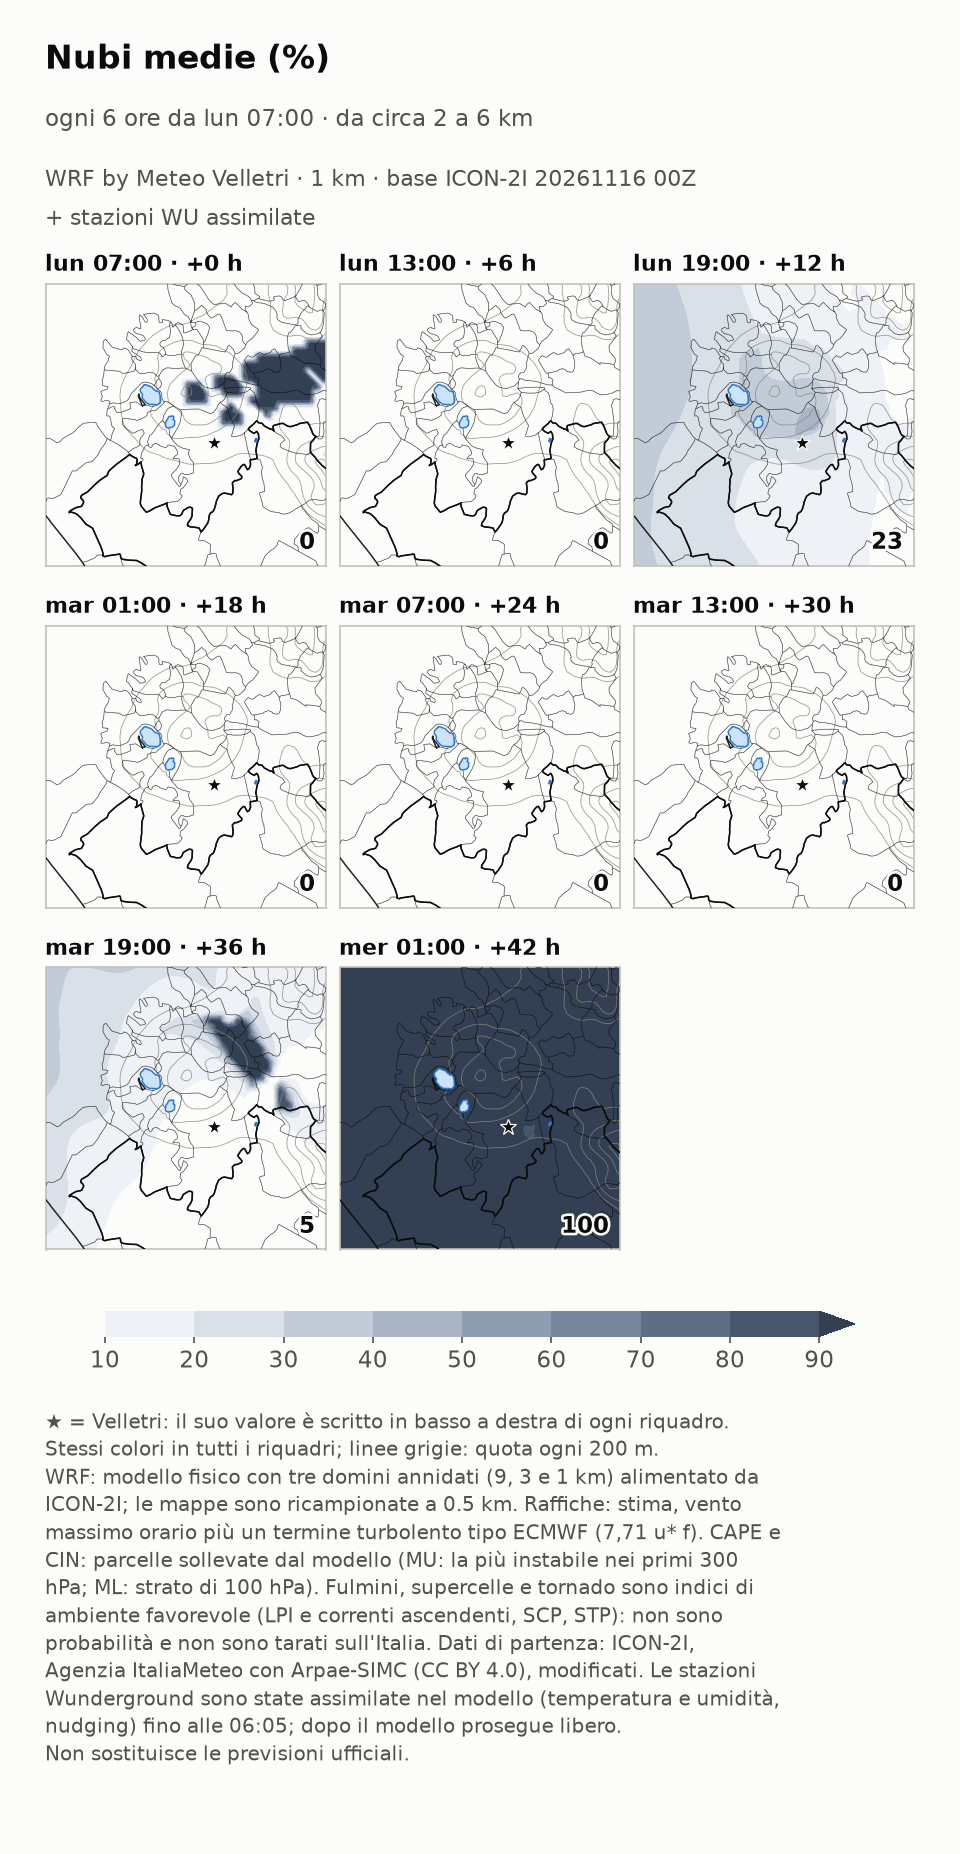 Nubi medie (%)
ogni 6 ore da lun 07:00 · da circa 2 a 6 km
WRF by Meteo Velletri · 1 km · base ICON-2I 20261116 00Z
+ stazioni WU assimilate
lun 07:00 · +0 h
lun 13:00 · +6 h
lun 19:00 · +12 h
0
0
23
mar 01:00 · +18 h
mar 07:00 · +24 h
mar 13:00 · +30 h
0
0
0
mar 19:00 · +36 h
mer 01:00 · +42 h
5
100
10 20 30 40 50 60 70 80 90
★ = Velletri: il suo valore è scritto in basso a destra di ogni riquadro.
Stessi colori in tutti i riquadri; linee grigie: quota ogni 200 m.
WRF: modello fisico con tre domini annidati (9, 3 e 1 km) alimentato da
ICON-2I; le mappe sono ricampionate a 0.5 km. Raffiche: stima, vento
massimo orario più un termine turbolento tipo ECMWF (7,71 u* f). CAPE e
CIN: parcelle sollevate dal modello (MU: la più instabile nei primi 300
hPa; ML: strato di 100 hPa). Fulmini, supercelle e tornado sono indici di
ambiente favorevole (LPI e correnti ascendenti, SCP, STP): non sono
probabilità e non sono tarati sull'Italia. Dati di partenza: ICON-2I,
Agenzia ItaliaMeteo con Arpae-SIMC (CC BY 4.0), modificati. Le stazioni
Wunderground sono state assimilate nel modello (temperatura e umidità,
nudging) fino alle 06:05; dopo il modello prosegue libero.
Non sostituisce le previsioni ufficiali.